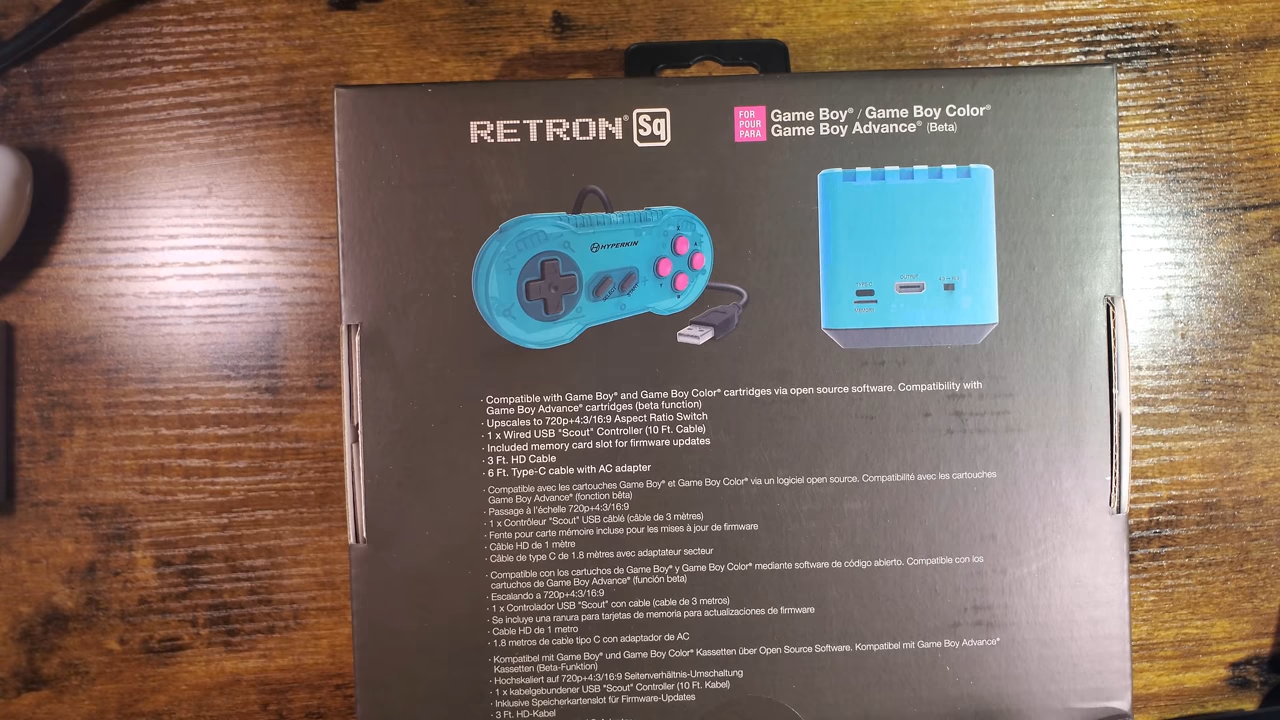 RETRON® Sq
FOR
POUR
PARA
Game Boy® / Game Boy Color®
Game Boy Advance® (Beta)
HYPERKIN
X
A
TYPE C
OUTPUT
MEMORY
· Compatible with Game Boy® and Game Boy Color® cartridges via open source software. Compatibility with
Game Boy Advance® cartridges (beta function)
· Upscales to 720p+4:3/16:9 Aspect Ratio Switch
· 1 x Wired USB "Scout" Controller (10 Ft. Cable)
· Included memory card slot for firmware updates
· 3 Ft. HD Cable
· 6 Ft. Type-C cable with AC adapter
· Compatible avec les cartouches Game Boy® et Game Boy Color® via un logiciel open source. Compatibilité avec les cartouches
Game Boy Advance® (fonction bêta)
· Passage à l'échelle 720p+4:3/16:9
· 1 x Contrôleur "Scout" USB câblé (câble de 3 mètres)
· Fente pour carte mémoire incluse pour les mises à jour de firmware
· Câble HD de 1 mètre
· Câble de type C de 1.8 mètres avec adaptateur secteur
· Compatible con los cartuchos de Game Boy® y Game Boy Color® mediante software de código abierto. Compatible con los
cartuchos de Game Boy Advance® (función beta)
· Escalando a 720p+4:3/16:9
· 1 x Controlador USB "Scout" con cable (cable de 3 metros)
· Se incluye una ranura para tarjetas de memoria para actualizaciones de firmware
· Cable HD de 1 metro
· 1.8 metros de cable tipo C con adaptador de AC
· Kompatibel mit Game Boy® und Game Boy Color® Kassetten über Open Source Software. Kompatibel mit Game Boy Advance®
Kassetten (Beta-Funktion)
· Hochskaliert auf 720p+4:3/16:9 Seitenverhältnis-Umschaltung
· 1 x kabelgebundener USB "Scout" Controller (10 Ft. Kabel)
· Inklusive Speicherkartenslot für Firmware-Updates
· 3 Ft. HD-Kabel